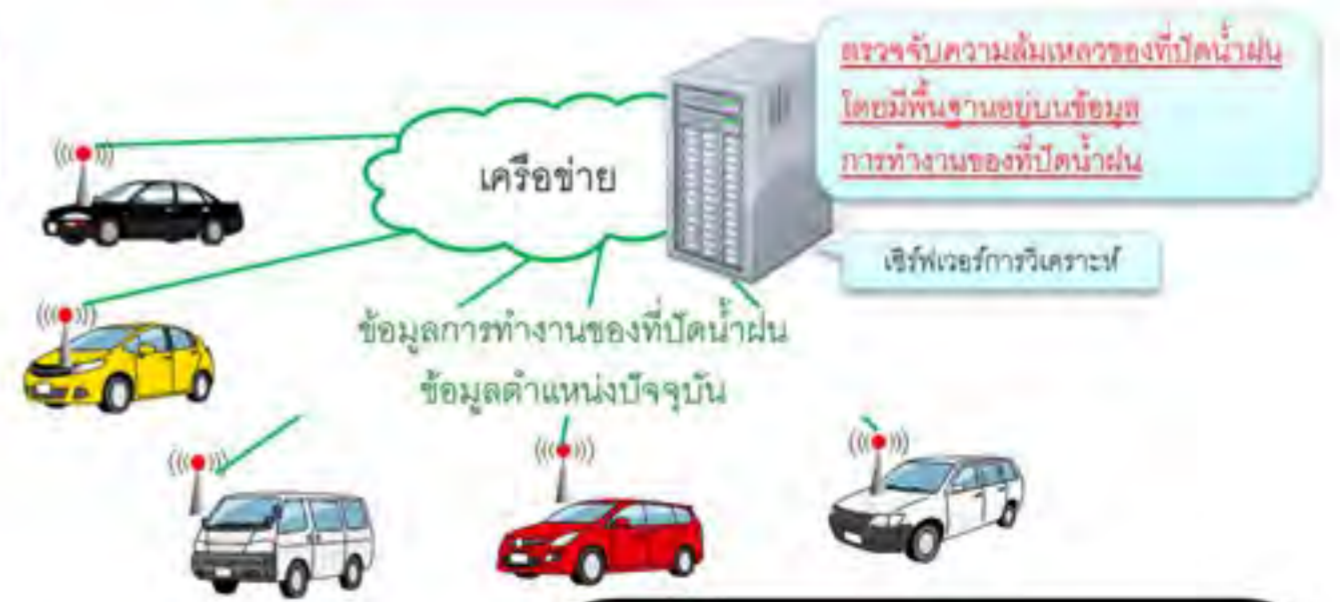 ตรวจจับความล้มเหลวของที่ปัดน้ำฝน
โดยมีพื้นฐานอยู่บนข้อมูล
การทำงานของที่ปัดน้ำฝน
เครือข่าย
เซิร์ฟเวอร์การวิเคราะห์
ข้อมูลการทำงานของที่ปัดน้ำฝน
ข้อมูลตำแหน่งปัจจุบัน